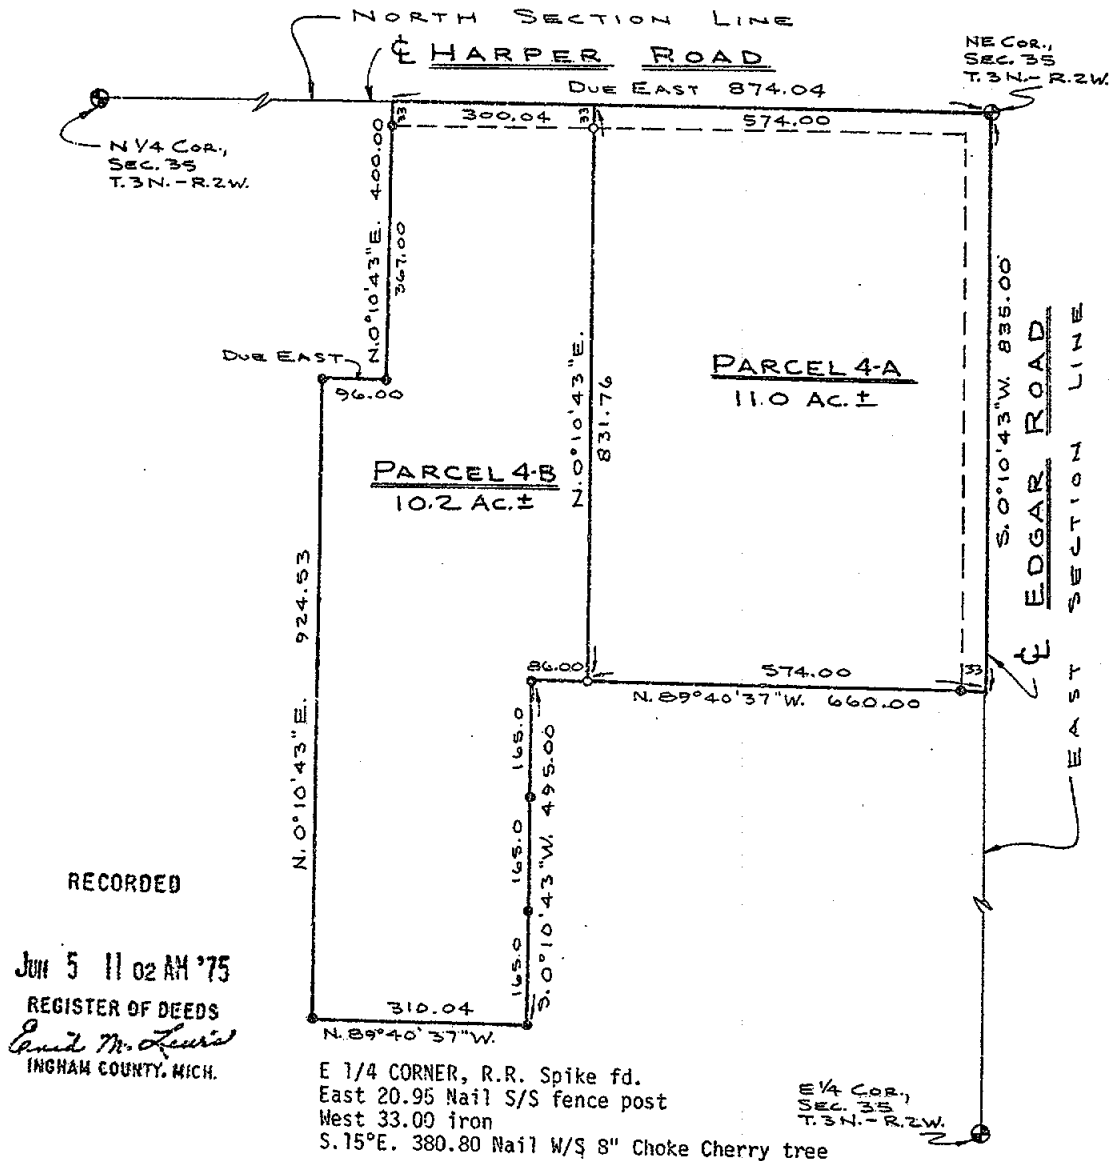 NORTH SECTION LINE
℄ HARPER ROAD
NE COR.,
SEC. 35
T.3N.-R.2W.
DUE EAST 874.04
33
300.04
33
574.00
N 1/4 COR.,
SEC. 35
T.3N.-R.2W.
N.0°10'43"E. 400.00
367.00
DUE EAST
96.00
N.0°10'43"E.
831.76
PARCEL 4-A
11.0 AC.±
S.0°10'43"W. 835.00
℄ EDGAR ROAD
EAST SECTION LINE
PARCEL 4-B
10.2 AC.±
N.0°10'43"E. 924.53
86.00
574.00
33
N.89°40'37"W. 660.00
165.0
165.0
165.0
S.0°10'43"W. 495.00
310.04
N.89°40'37"W.
RECORDED
JUN 5 11 02 AM '75
REGISTER OF DEEDS
Enid M. Lewis
INGHAM COUNTY, MICH.
E 1/4 CORNER, R.R. Spike fd.
East 20.95 Nail S/S fence post
West 33.00 iron
S.15°E. 380.80 Nail W/S 8" Choke Cherry tree
E 1/4 COR.,
SEC. 35
T.3N.-R.2W.